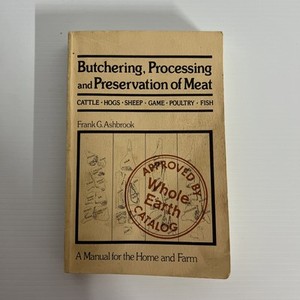 Butchering, Processing
and Preservation of Meat
CATTLE · HOGS · SHEEP · GAME · POULTRY · FISH
Frank G. Ashbrook
APPROVED BY
Whole
Earth
CATALOG
A Manual for the Home and Farm